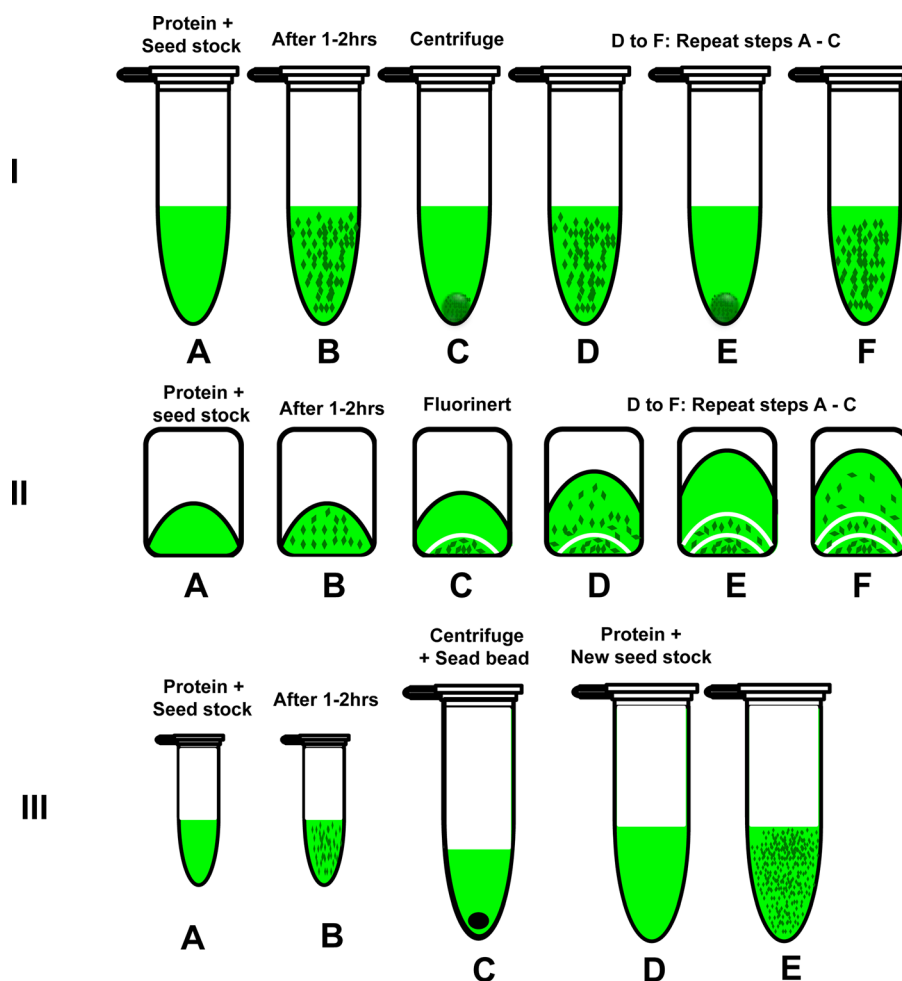 Protein +
Seed stock
After 1-2hrs
Centrifuge
D to F: Repeat steps A - C
I
A
B
C
D
E
F
Protein +
seed stock
After 1-2hrs
Fluorinert
D to F: Repeat steps A - C
II
A
B
C
D
E
F
Centrifuge
+ Sead bead
Protein +
New seed stock
Protein +
Seed stock
After 1-2hrs
III
A
B
C
D
E